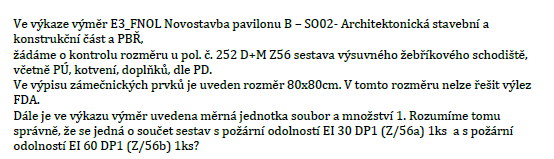 Ve výkaze výměr E3_FNOL Novostavba pavilonu B – SO02- Architektonická stavební a
konstrukční část a PBŘ,
žádáme o kontrolu rozměru u pol. č. 252 D+M Z56 sestava výsuvného žebříkového schodiště,
včetně PÚ, kotvení, doplňků, dle PD.
Ve výpisu zámečnických prvků je uveden rozměr 80x80cm. V tomto rozměru nelze řešit výlez
FDA.
Dále je ve výkazu výměr uvedena měrná jednotka soubor a množství 1. Rozumíme tomu
správně, že se jedná o součet sestav s požární odolností EI 30 DP1 (Z/56a) 1ks  a s požární
odolností EI 60 DP1 (Z/56b) 1ks?